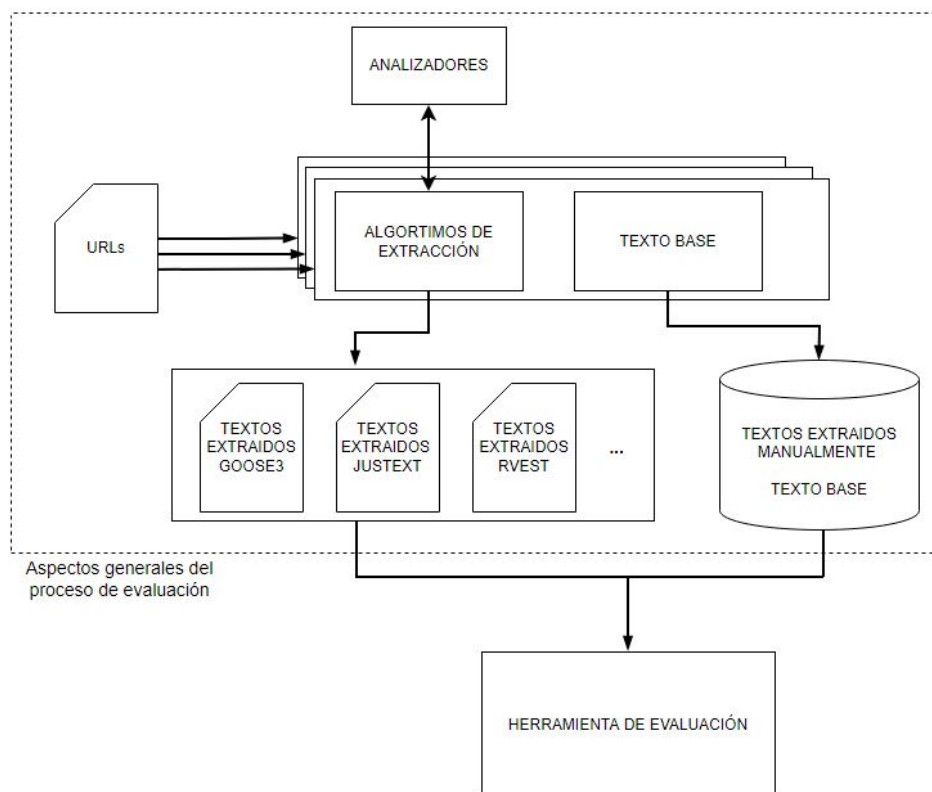 ANALIZADORES
URLs
ALGORTIMOS DE
EXTRACCIÓN
TEXTO BASE
TEXTOS
EXTRAIDOS
GOOSE3
TEXTOS
EXTRAIDOS
JUSTEXT
TEXTOS
EXTRAIDOS
RVEST
...
TEXTOS EXTRAIDOS
MANUALMENTE
TEXTO BASE
Aspectos generales del
proceso de evaluación
HERRAMIENTA DE EVALUACIÓN